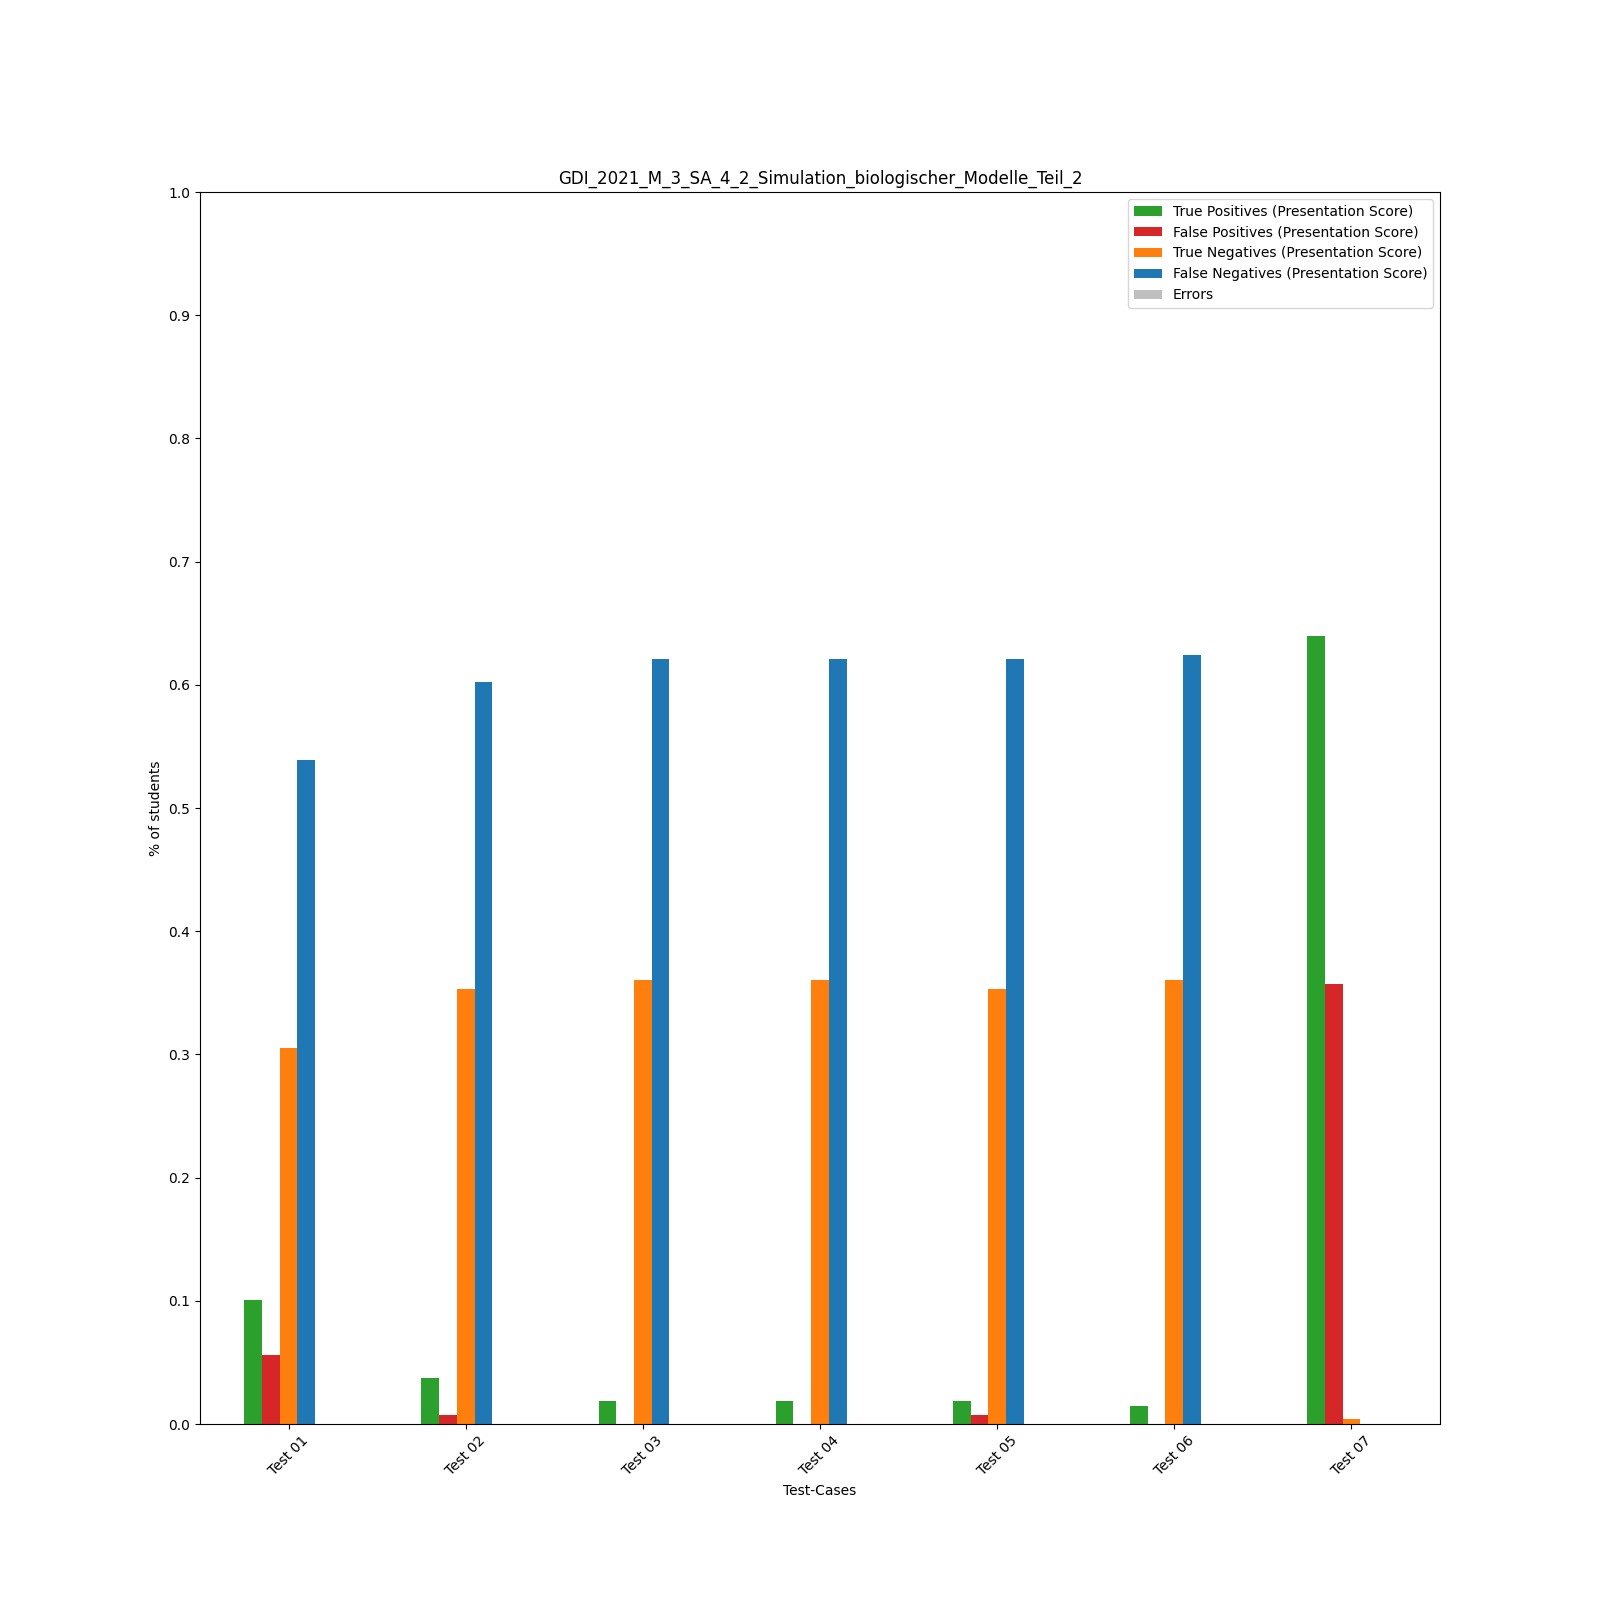 GDI_2021_M_3_SA_4_2_Simulation_biologischer_Modelle_Teil_2
True Positives (Presentation Score)
False Positives (Presentation Score)
True Negatives (Presentation Score)
False Negatives (Presentation Score)
Errors
1.0
0.9
0.8
0.7
0.6
0.5
0.4
0.3
0.2
0.1
0.0
% of students
Test 01
Test 02
Test 03
Test 04
Test 05
Test 06
Test 07
Test-Cases